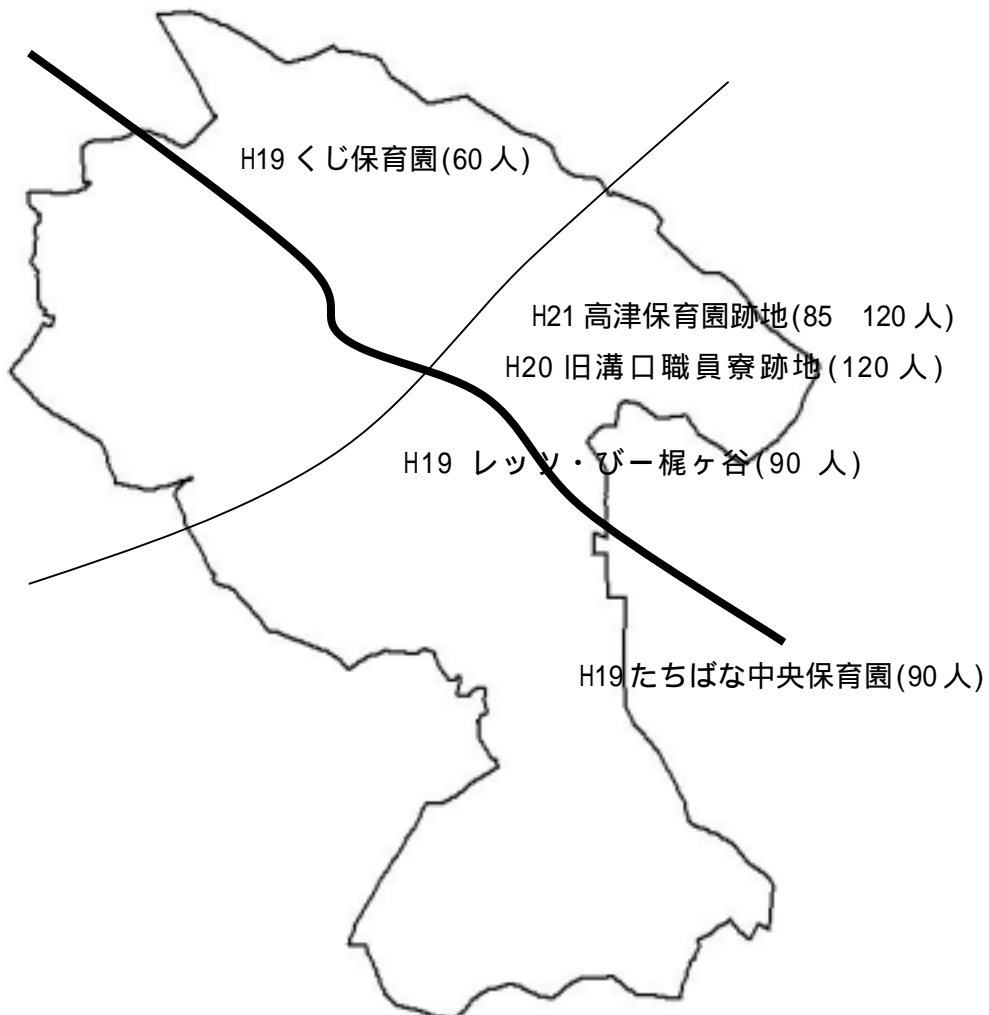 H19 くじ保育園(60 人)
H21 高津保育園跡地(85 120 人)
H20 旧溝口職員寮跡地(120 人)
H19 レッツ・びー梶ヶ谷(90 人)
H19 たちばな中央保育園(90 人)